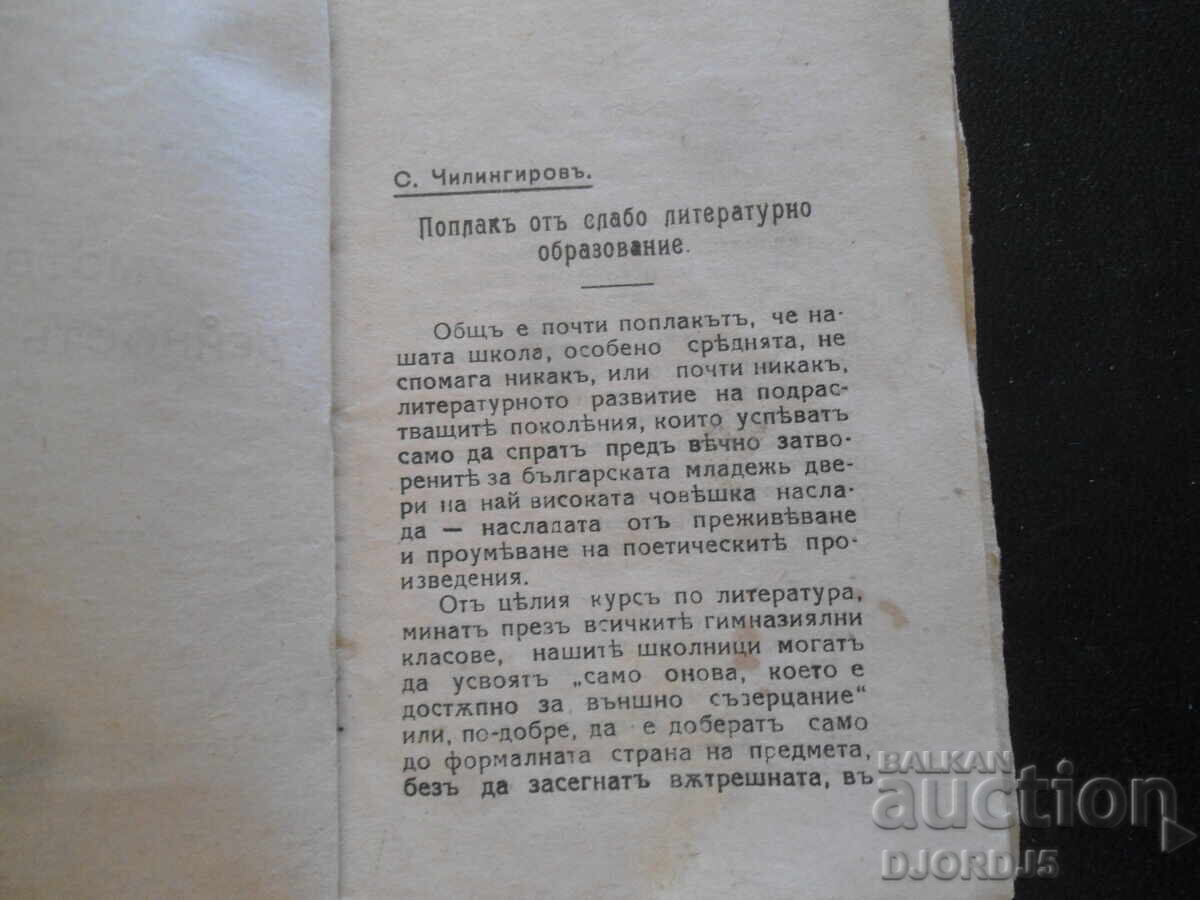 С. Чилингировъ.
Поплакъ отъ слабо литературно
образование.
Общъ е почти поплакътъ, че на-
шата школа, особено срѣднята, не
спомага никакъ, или почти никакъ,
литературното развитие на подрас-
тващитѣ поколѣния, които успѣватъ
само да спратъ предъ вѣчно затво-
ренитѣ за българската младежь две-
ри на най високата човѣшка насла-
да — насладата отъ преживѣване
и проумѣване на поетическитѣ про-
изведения.
Отъ цѣлия курсъ по литература,
минатъ презъ всичкитѣ гимназиялни
класове, нашитѣ школници могатъ
да усвоятъ „само онова, което е
достѫпно за външно съзерцание“
или, по-добре, да е добератъ само
до формалната страна на предмета,
безъ да засегнатъ вѫтрешната, въ
BALKAN
auction
DJORDJ5